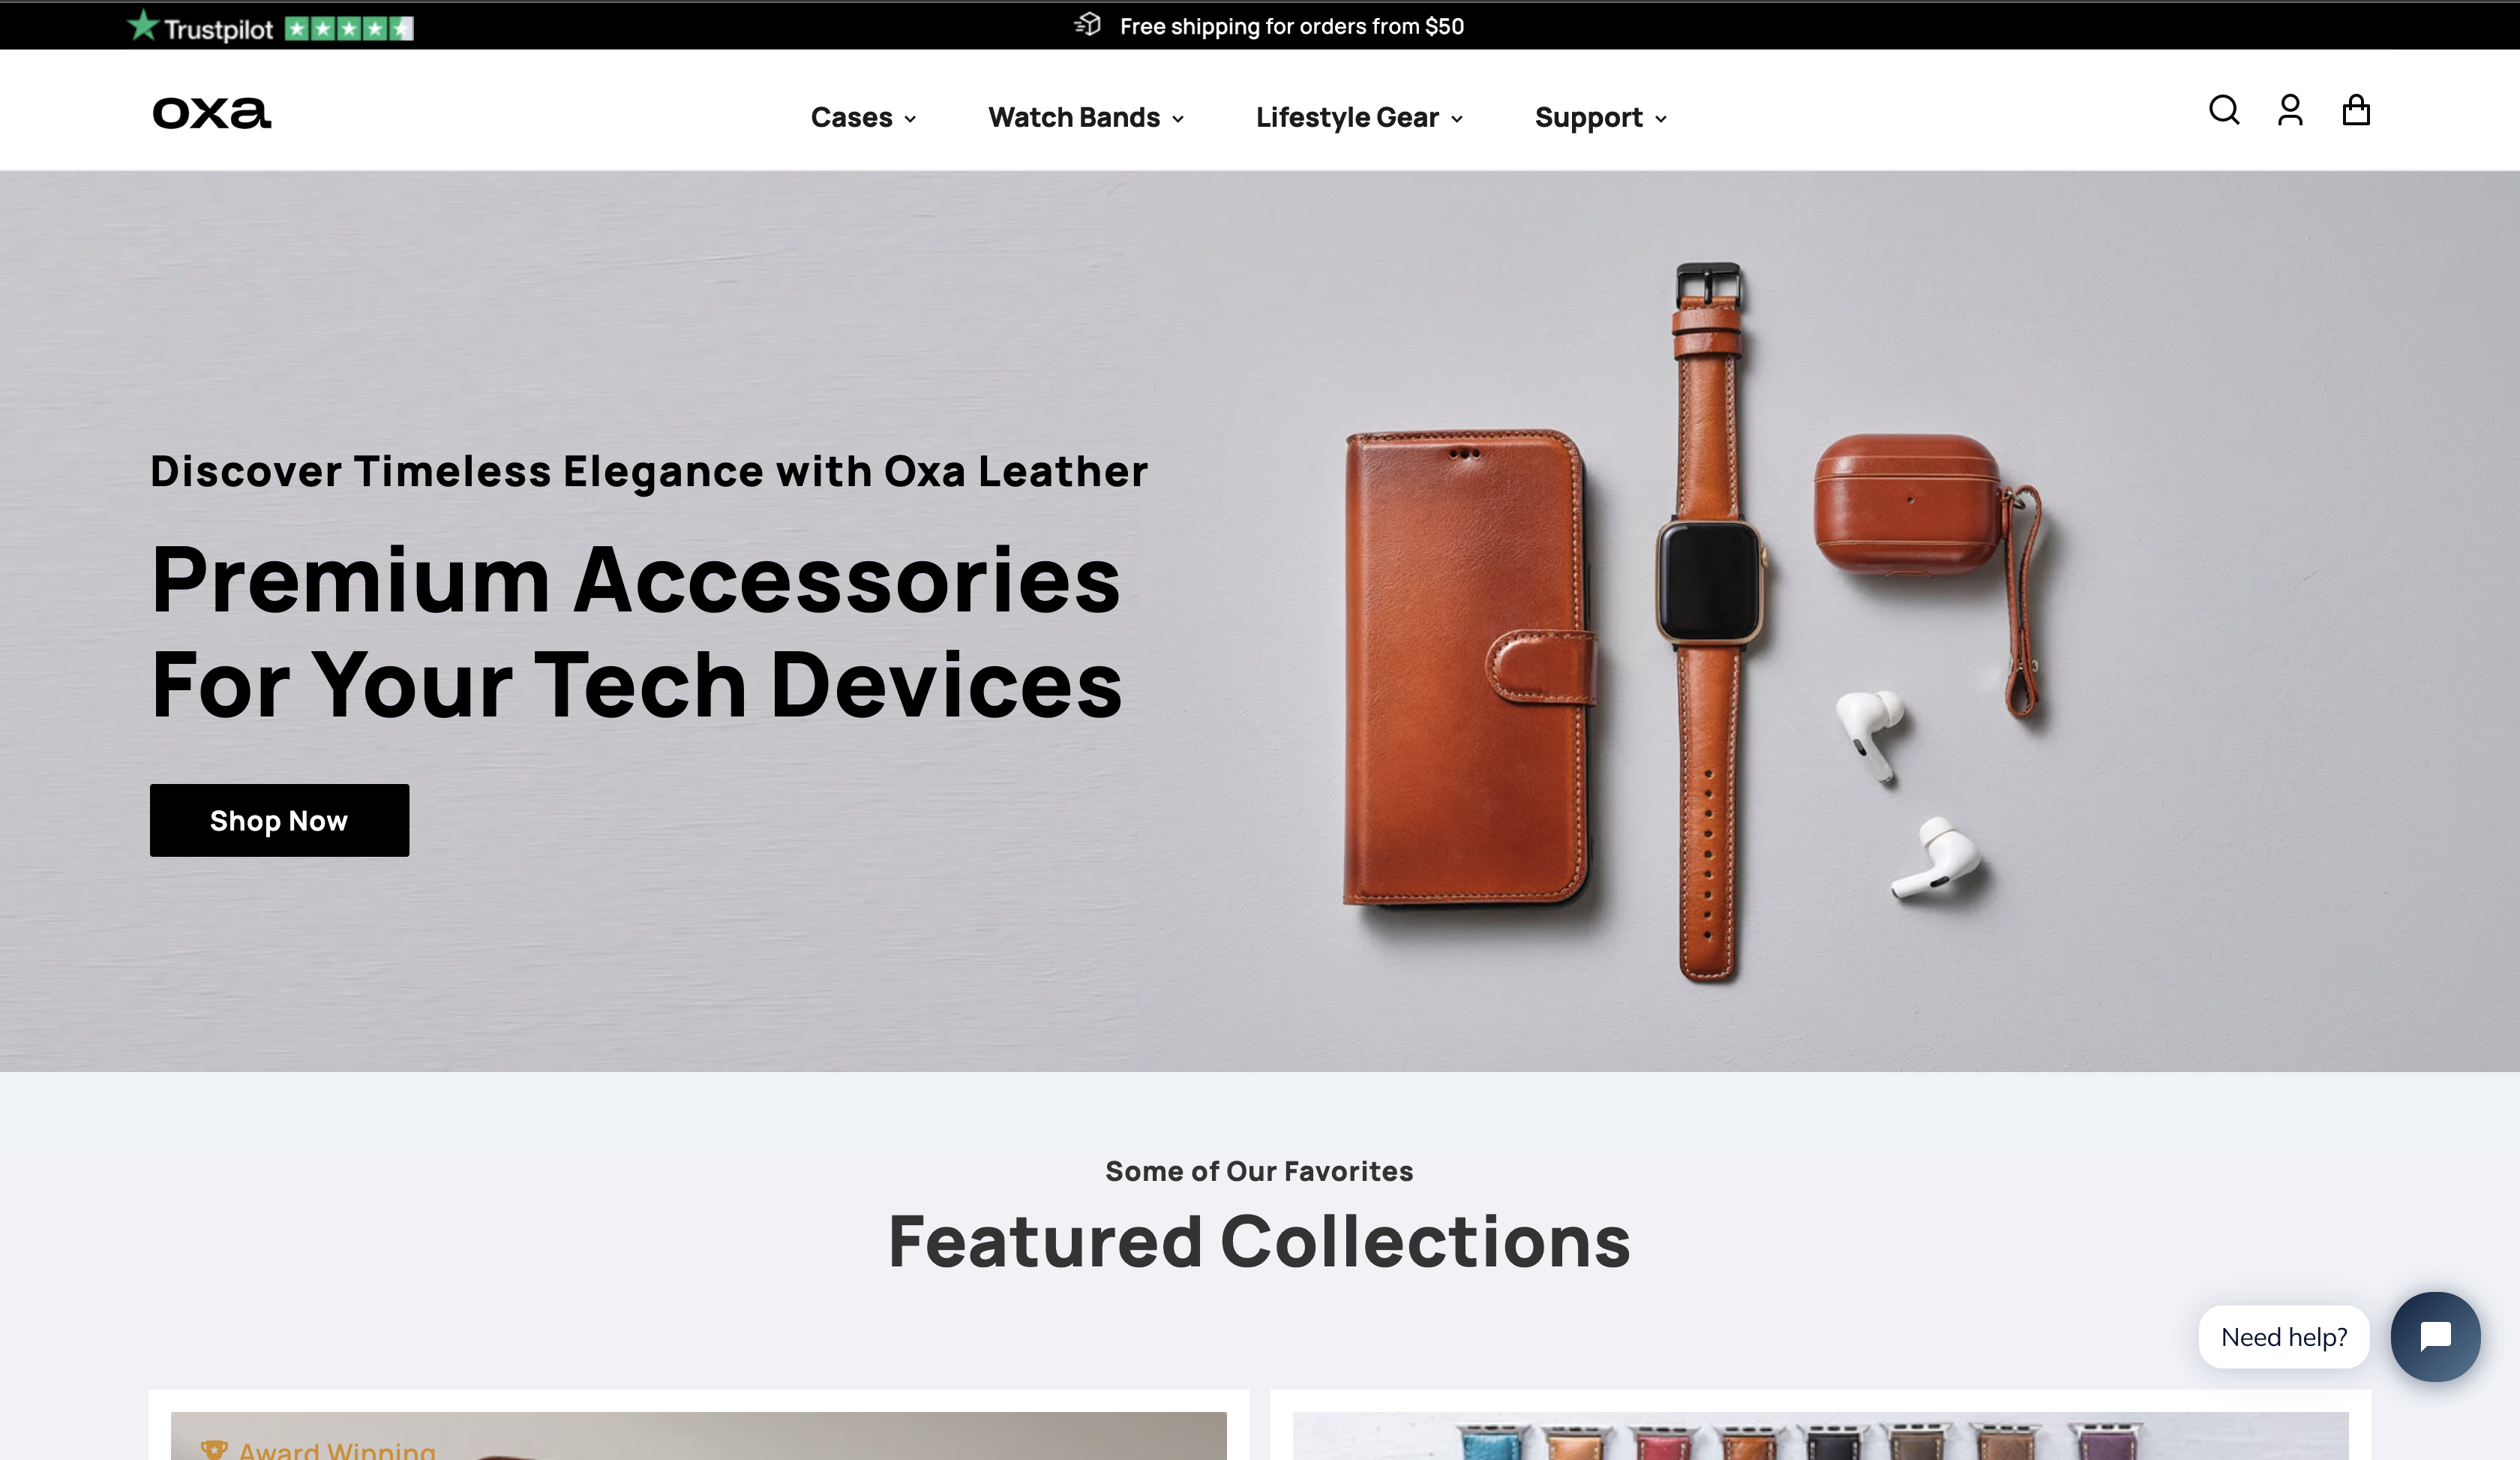 Trustpilot
Free shipping for orders from $50
oxa
Cases
Watch Bands
Lifestyle Gear
Support
Discover Timeless Elegance with Oxa Leather
Premium Accessories
For Your Tech Devices
Shop Now
Some of Our Favorites
Featured Collections
Need help?
Award Winning